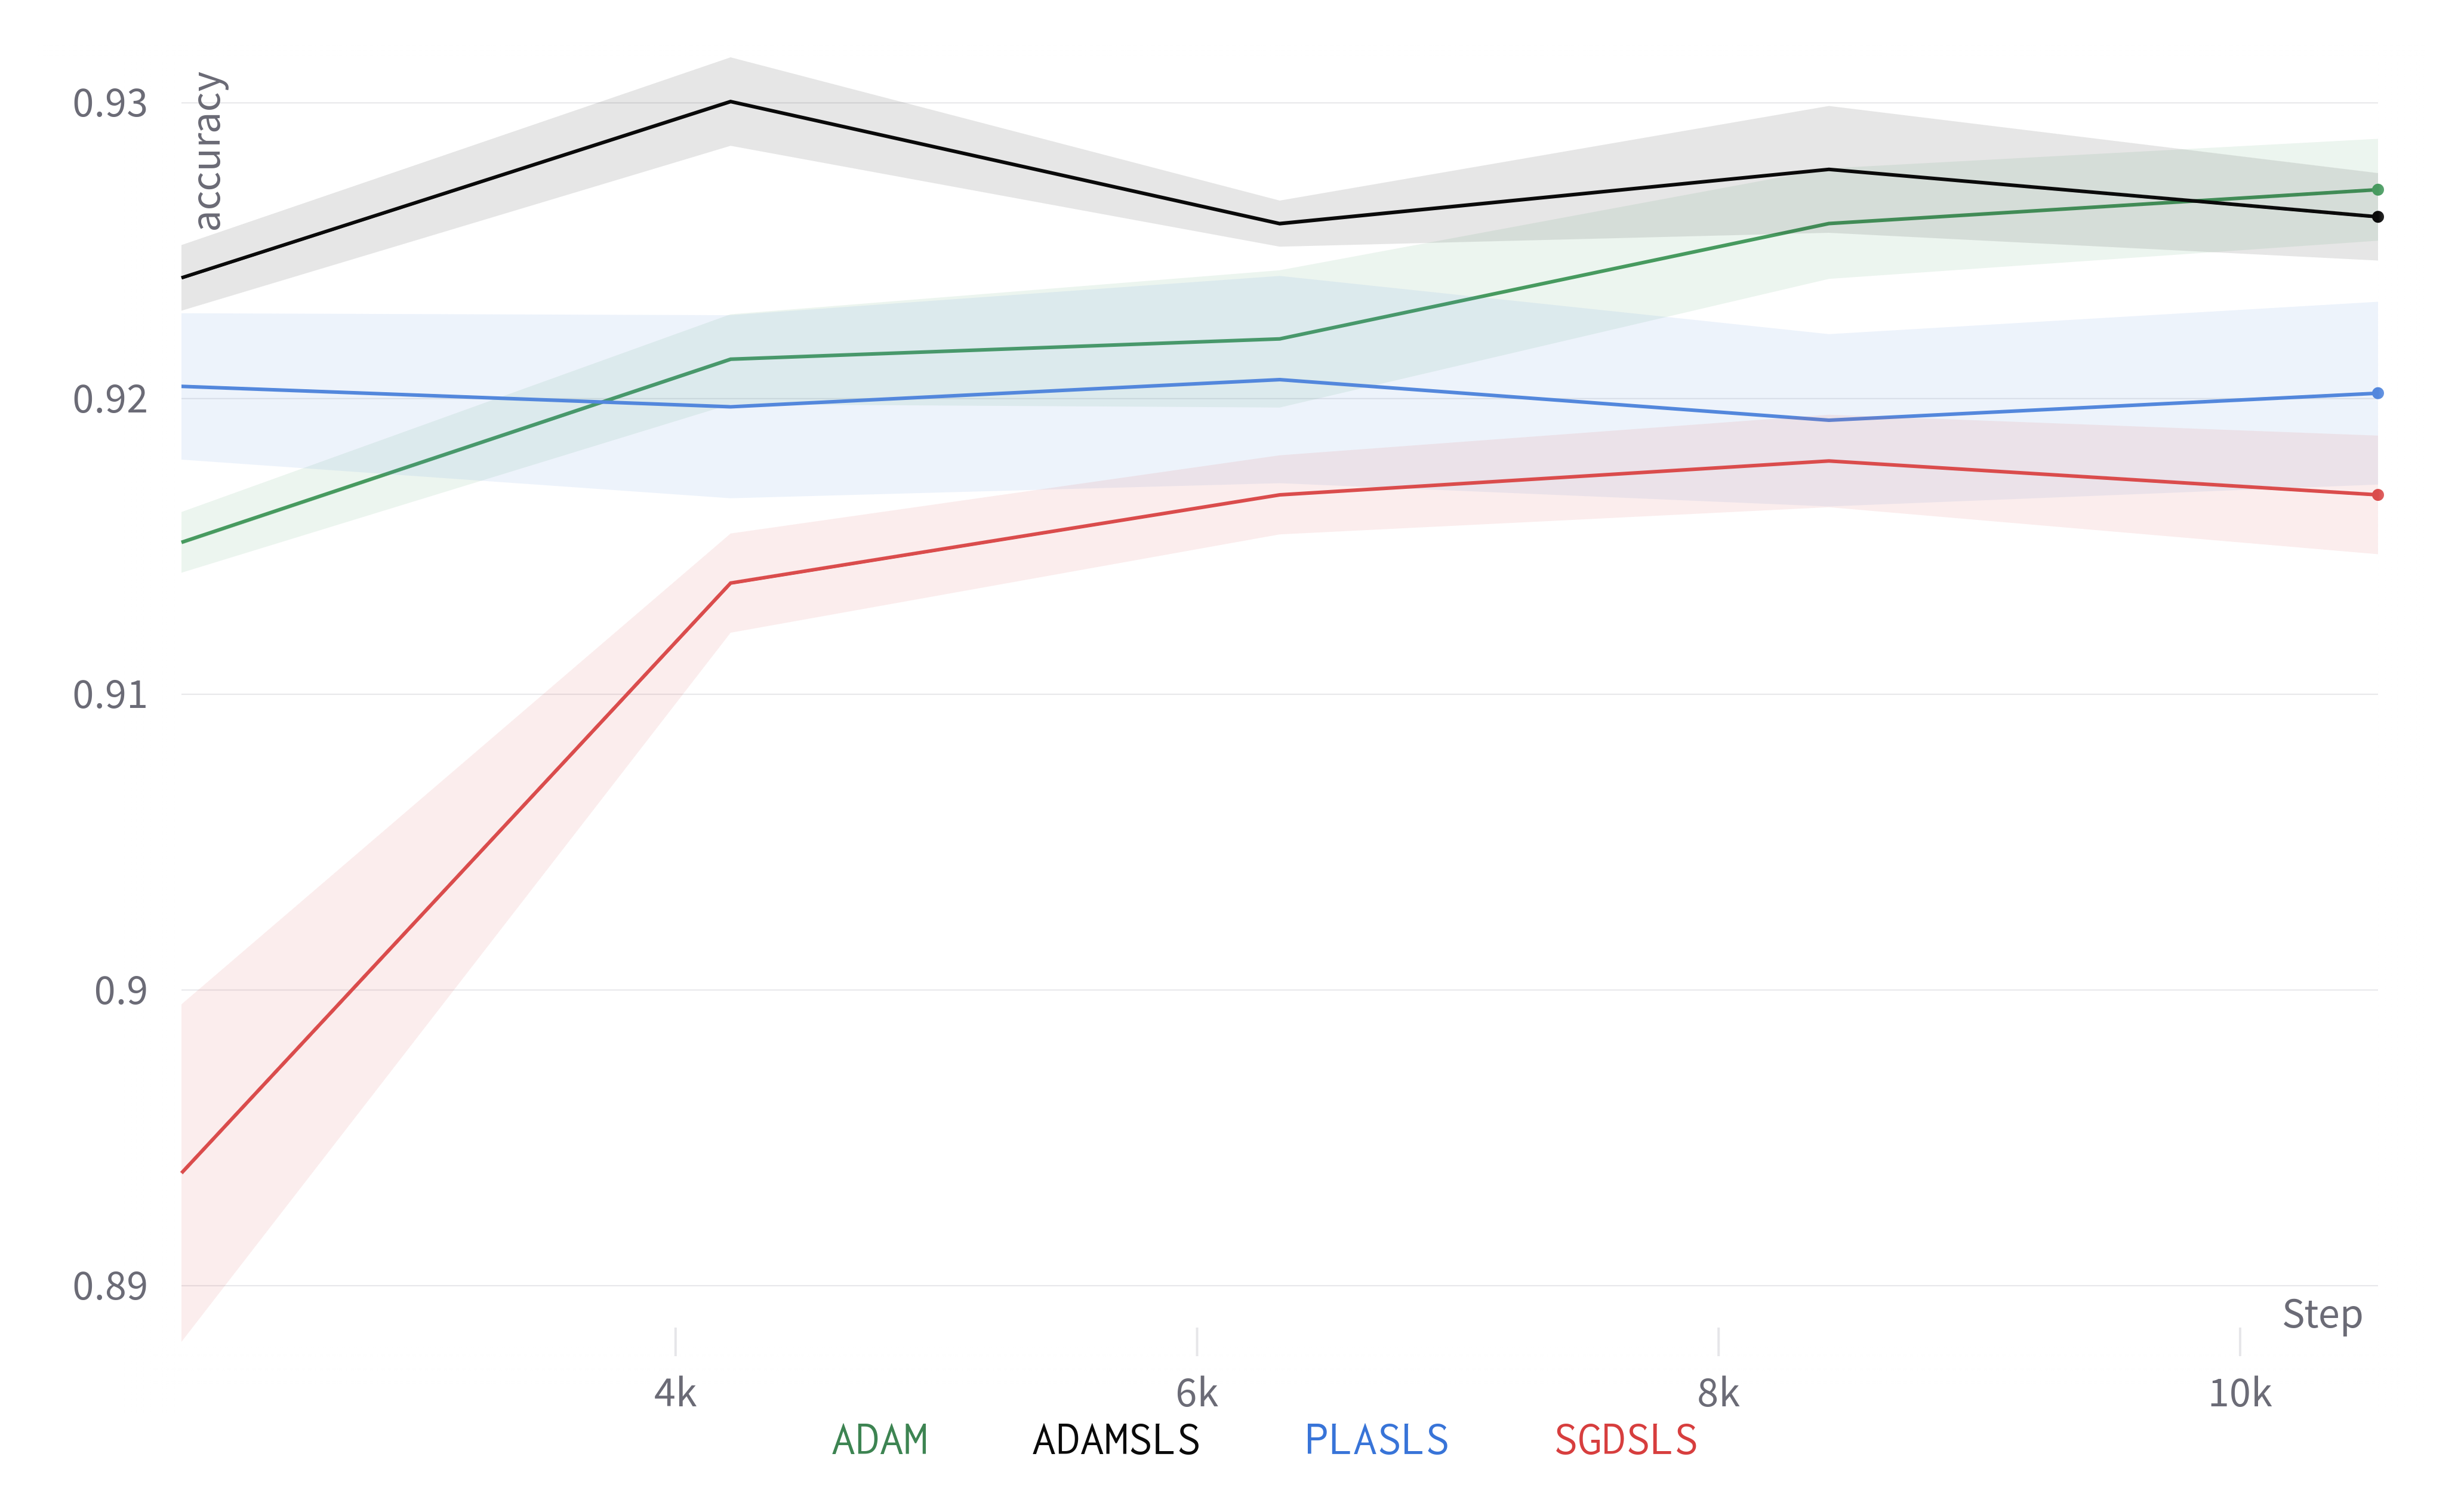 accuracy
0.93
0.92
0.91
0.9
0.89
Step
4k 6k 8k 10k
ADAM ADAMSLS PLASLS SGDSLS